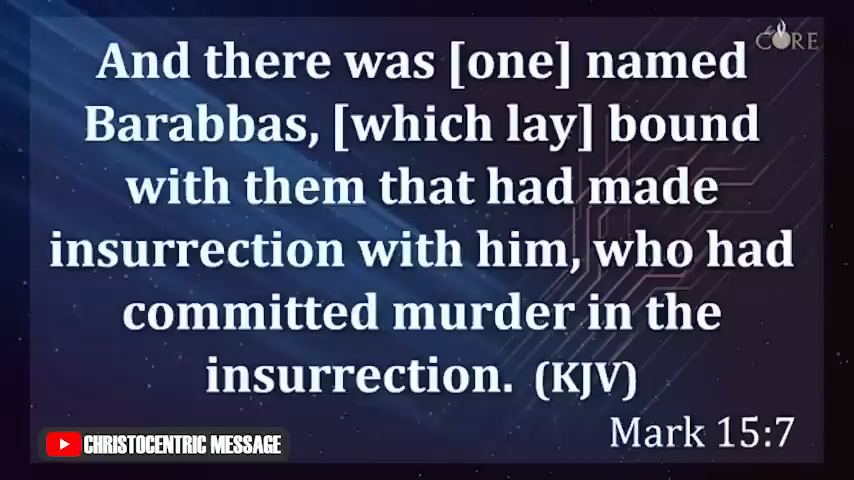 And there was [one] named
Barabbas, [which lay] bound
with them that had made
insurrection with him, who had
committed murder in the
insurrection. (KJV)
Mark 15:7
CHRISTOCENTRIC MESSAGE
CORE